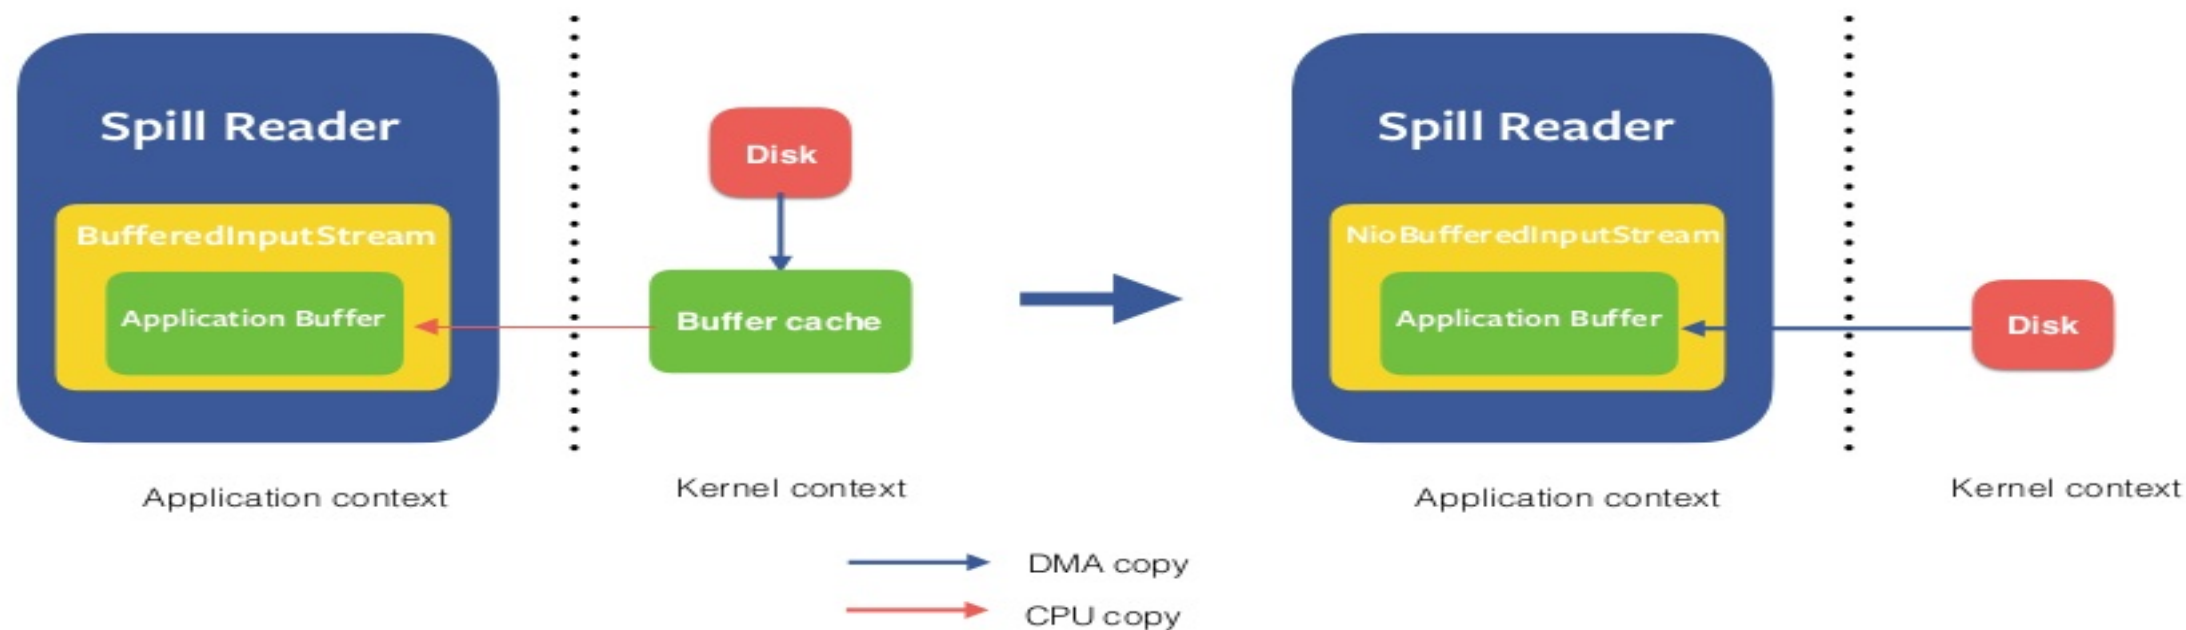 Spill Reader
BufferedInputStream
Application Buffer
Application context
Disk
Buffer cache
Kernel context
Spill Reader
NioBufferedInputStream
Application Buffer
Application context
Disk
Kernel context
DMA copy
CPU copy